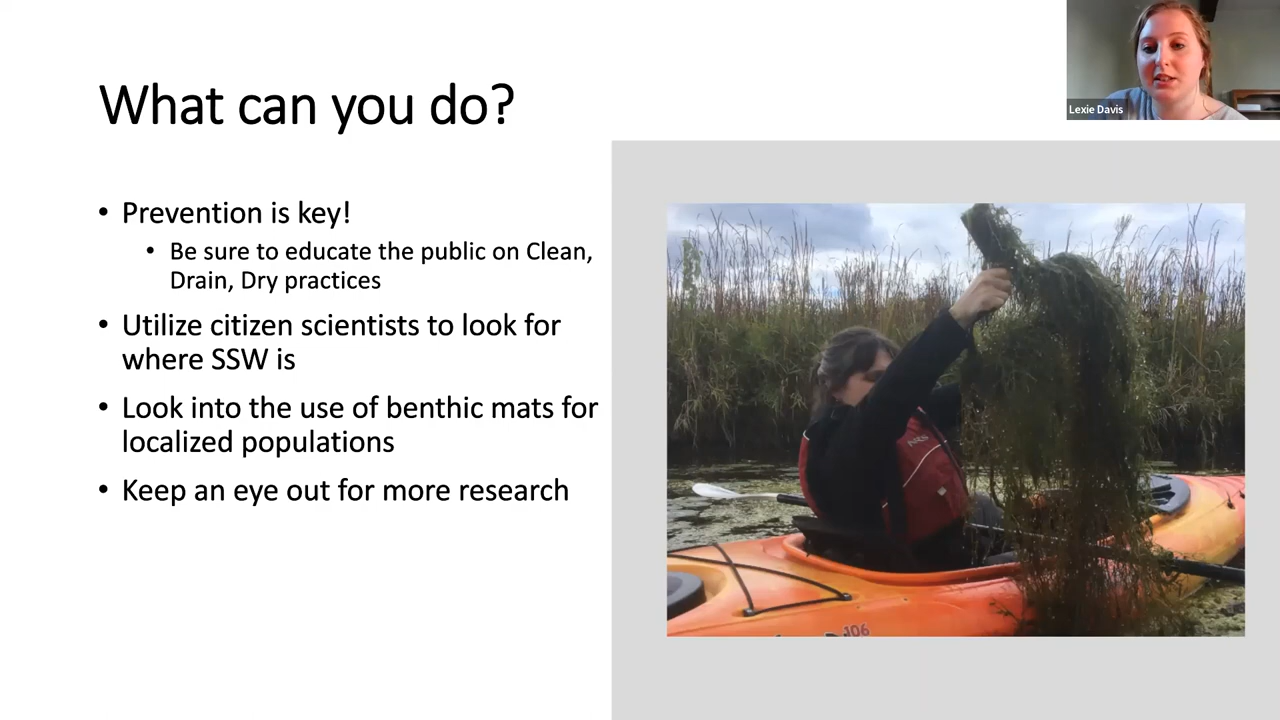 What can you do?
Lexie Davis
• Prevention is key!
• Be sure to educate the public on Clean,
Drain, Dry practices
• Utilize citizen scientists to look for
where SSW is
• Look into the use of benthic mats for
localized populations
• Keep an eye out for more research
NRS
106